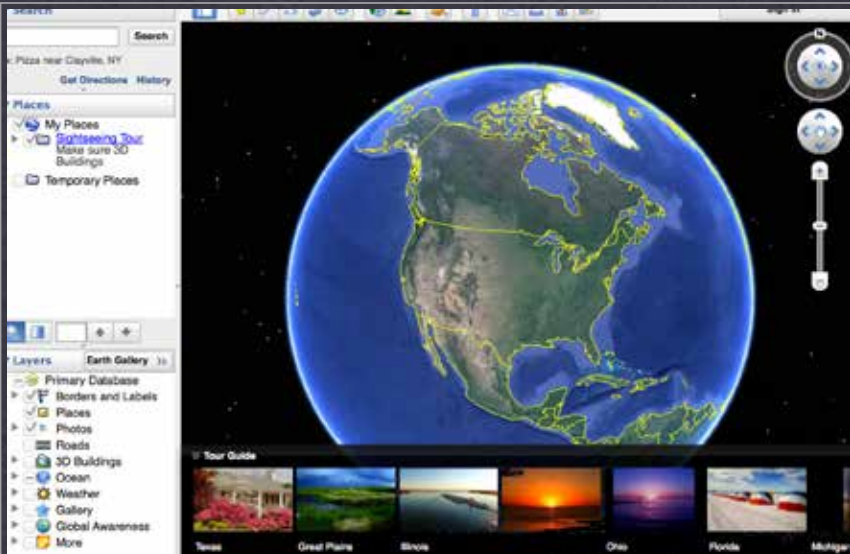 Search
Sign in
Search
Pizza near Clayville, NY
Get Directions History
Places
My Places
Sightseeing Tour
Make sure 3D
Buildings
Temporary Places
Layers
Earth Gallery
Primary Database
Borders and Labels
Places
Photos
Roads
3D Buildings
Ocean
Weather
Gallery
Global Awareness
More
N
Tour Guide
Texas
Great Plains
Illinois
Ohio
Florida
Michiga